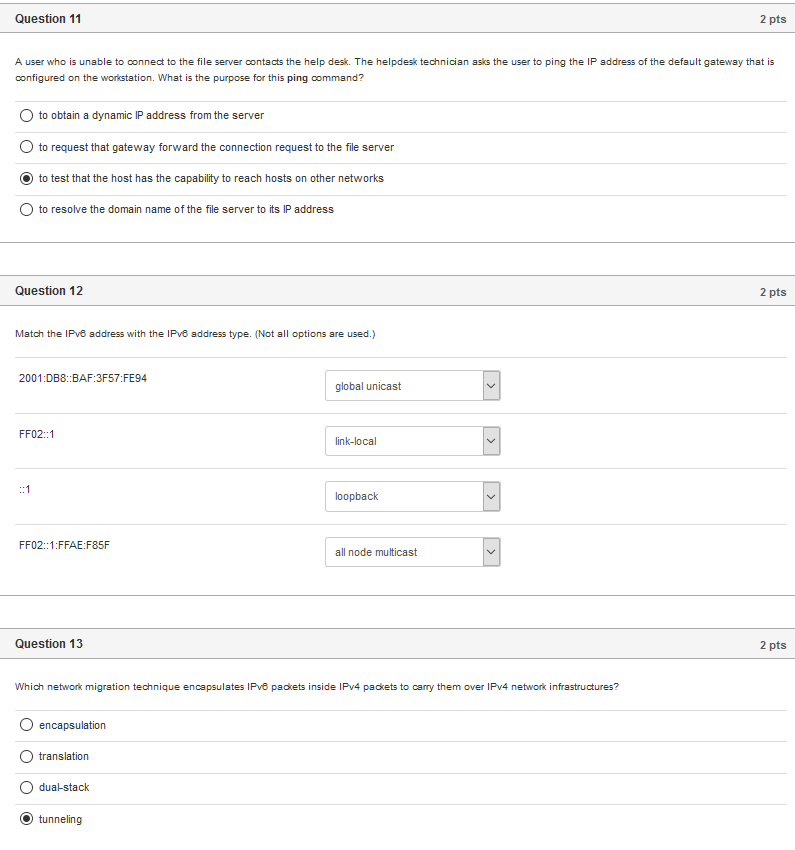 Question 11
2 pts
A user who is unable to connect to the file server contacts the help desk. The helpdesk technician asks the user to ping the IP address of the default gateway that is
configured on the workstation. What is the purpose for this ping command?
to obtain a dynamic IP address from the server
to request that gateway forward the connection request to the file server
to test that the host has the capability to reach hosts on other networks
to resolve the domain name of the file server to its IP address
Question 12
2 pts
Match the IPv6 address with the IPv6 address type. (Not all options are used.)
2001:DB8::BAF:3F57:FE94
global unicast
FF02::1
link-local
::1
loopback
FF02::1:FFAE:F85F
all node multicast
Question 13
2 pts
Which network migration technique encapsulates IPv6 packets inside IPv4 packets to carry them over IPv4 network infrastructures?
encapsulation
translation
dual-stack
tunneling